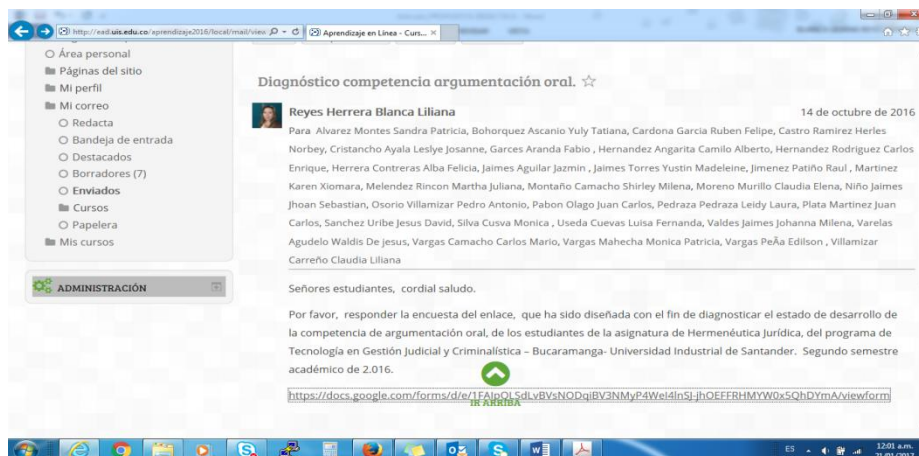 http://ead.uis.edu.co/aprendizaje2016/local/mail/view
Aprendizaje en Línea - Curs...
Área personal
Páginas del sitio
Mi perfil
Mi correo
Redacta
Bandeja de entrada
Destacados
Borradores (7)
Enviados
Cursos
Papelera
Mis cursos
ADMINISTRACIÓN
Diagnóstico competencia argumentación oral.
Reyes Herrera Blanca Liliana 14 de octubre de 2016
Para Alvarez Montes Sandra Patricia, Bohorquez Ascanio Yuly Tatiana, Cardona Garcia Ruben Felipe, Castro Ramirez Herles
Norbey, Cristancho Ayala Leslye Josanne, Garces Aranda Fabio , Hernandez Angarita Camilo Alberto, Hernandez Rodriguez Carlos
Enrique, Herrera Contreras Alba Felicia, Jaimes Aguilar Jazmin , Jaimes Torres Yustin Madeleine, Jimenez Patiño Raul , Martinez
Karen Xiomara, Melendez Rincon Martha Juliana, Montaño Camacho Shirley Milena, Moreno Murillo Claudia Elena, Niño Jaimes
Jhoan Sebastian, Osorio Villamizar Pedro Antonio, Pabon Olago Juan Carlos, Pedraza Pedraza Leidy Laura, Plata Martinez Juan
Carlos, Sanchez Uribe Jesus David, Silva Cusva Monica , Useda Cuevas Luisa Fernanda, Valdes Jaimes Johanna Milena, Varelas
Agudelo Waldis De jesus, Vargas Camacho Carlos Mario, Vargas Mahecha Monica Patricia, Vargas PeÃa Edilson , Villamizar
Carreño Claudia Liliana
Señores estudiantes, cordial saludo.
Por favor, responder la encuesta del enlace, que ha sido diseñada con el fin de diagnosticar el estado de desarrollo de
la competencia de argumentación oral, de los estudiantes de la asignatura de Hermenéutica Jurídica, del programa de
Tecnología en Gestión Judicial y Criminalística – Bucaramanga- Universidad Industrial de Santander. Segundo semestre
académico de 2.016.
https://docs.google.com/forms/d/e/1FAIpQLSdLvBVsNODqiBV3NMyP4WeI4lnSJ-jhOEFFRHMYW0x5QhDYmA/viewform
IR ARRIBA
ES 12:01 a.m.
21/01/2017